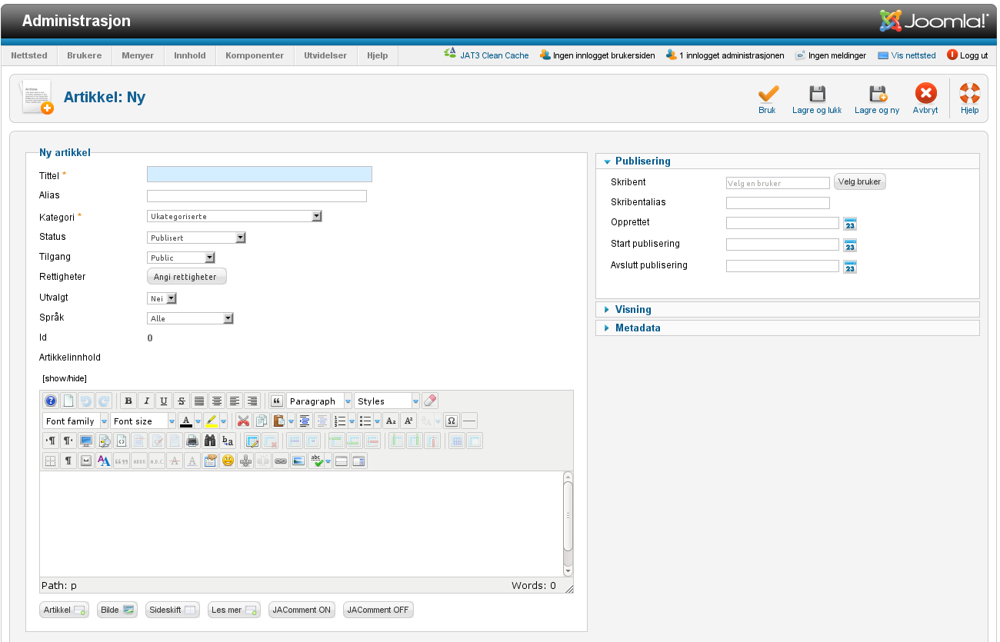 Administrasjon
Joomla!
Nettsted Brukere Menyer Innhold Komponenter Utvidelser Hjelp JAT3 Clean Cache Ingen innlogget brukersiden 1 innlogget administrasjonen Ingen meldinger Vis nettsted Logg ut
Artikkel: Ny
Bruk Lagre og lukk Lagre og ny Avbryt Hjelp
Ny artikkel
Tittel *
Alias
Kategori * Ukategoriserte
Status Publisert
Tilgang Public
Rettigheter Angi rettigheter
Utvalgt Nei
Språk Alle
Id 0
Artikkelinnhold
[show/hide]
B I U S Paragraph Styles
Font family Font size A A₂ A² Ω
Path: p Words: 0
Artikkel Bilde Sideskift Les mer JAComment ON JAComment OFF
Publisering
Skribent Velg en bruker Velg bruker
Skribentalias
Opprettet 23
Start publisering 23
Avslutt publisering 23
Visning
Metadata